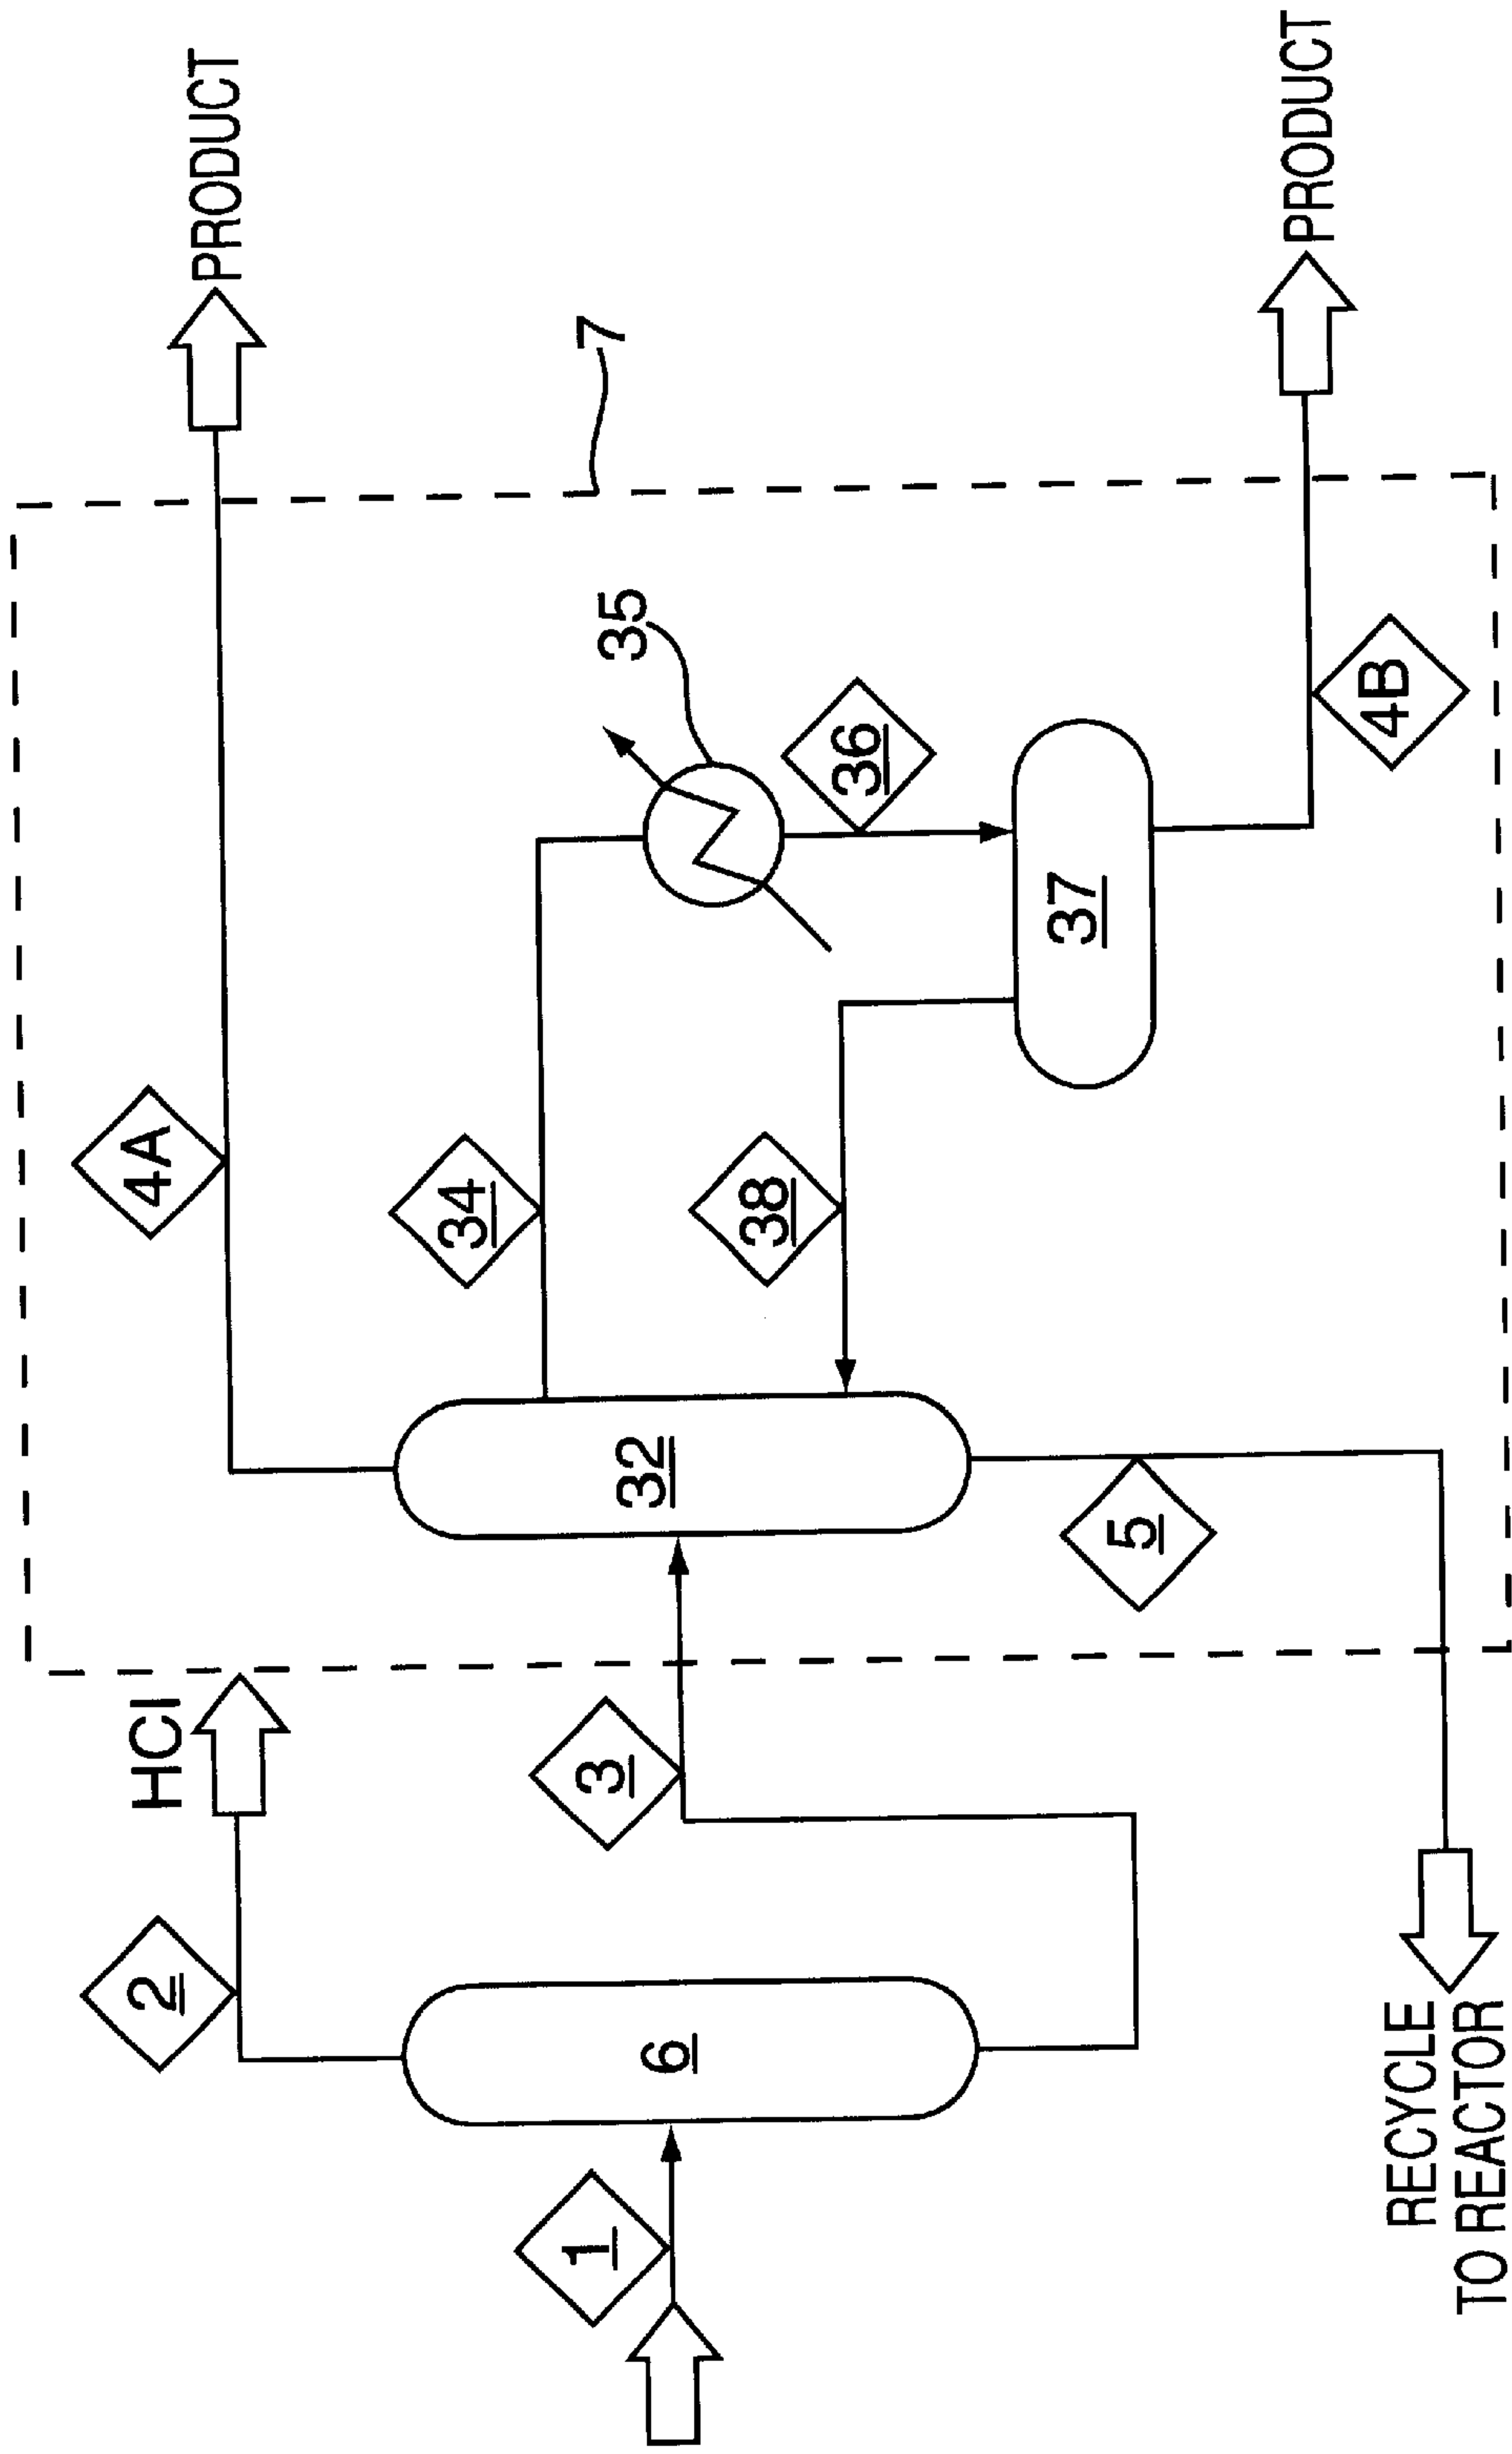 PRODUCT
7
PRODUCT
35
36
37
4B
4A
34
38
32
5
HCl
3
2
6
1
RECYCLE
TO REACTOR